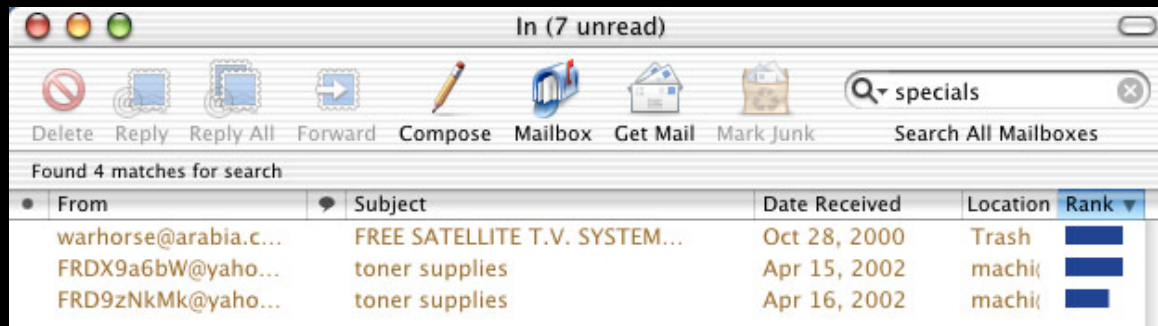 In (7 unread)
specials
Delete Reply Reply All Forward Compose Mailbox Get Mail Mark Junk Search All Mailboxes
Found 4 matches for search
From Subject Date Received Location Rank
warhorse@arabia.c... FREE SATELLITE T.V. SYSTEM... Oct 28, 2000 Trash
FRDX9a6bW@yaho... toner supplies Apr 15, 2002 machi
FRD9zNkMk@yaho... toner supplies Apr 16, 2002 machi